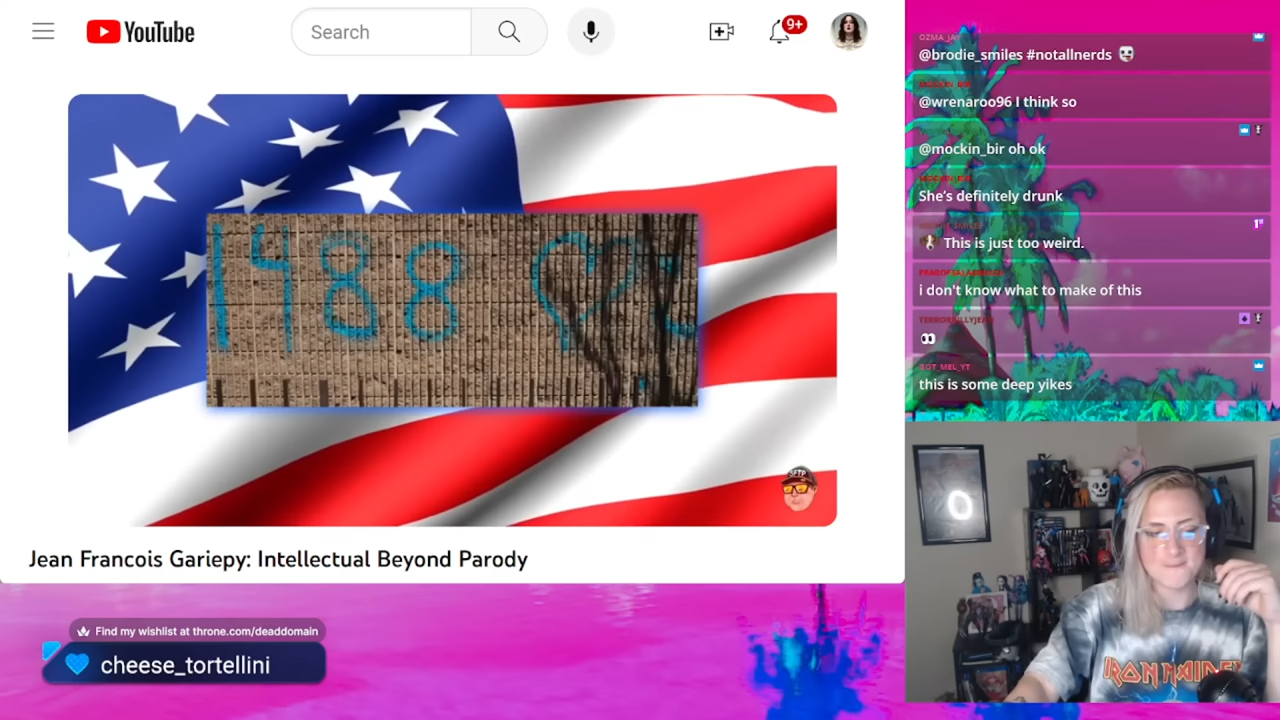 YouTube
Search
9+
1488
SFTP
Jean Francois Gariepy: Intellectual Beyond Parody
Find my wishlist at throne.com/deaddomain
cheese_tortellini
@brodie_smiles #notallnerds
@wrenaroo96 I think so
@mockin_bir oh ok
She's definitely drunk
This is just too weird.
i don't know what to make of this
GOT_MEL_YT
this is some deep yikes
IRON MAIDEN